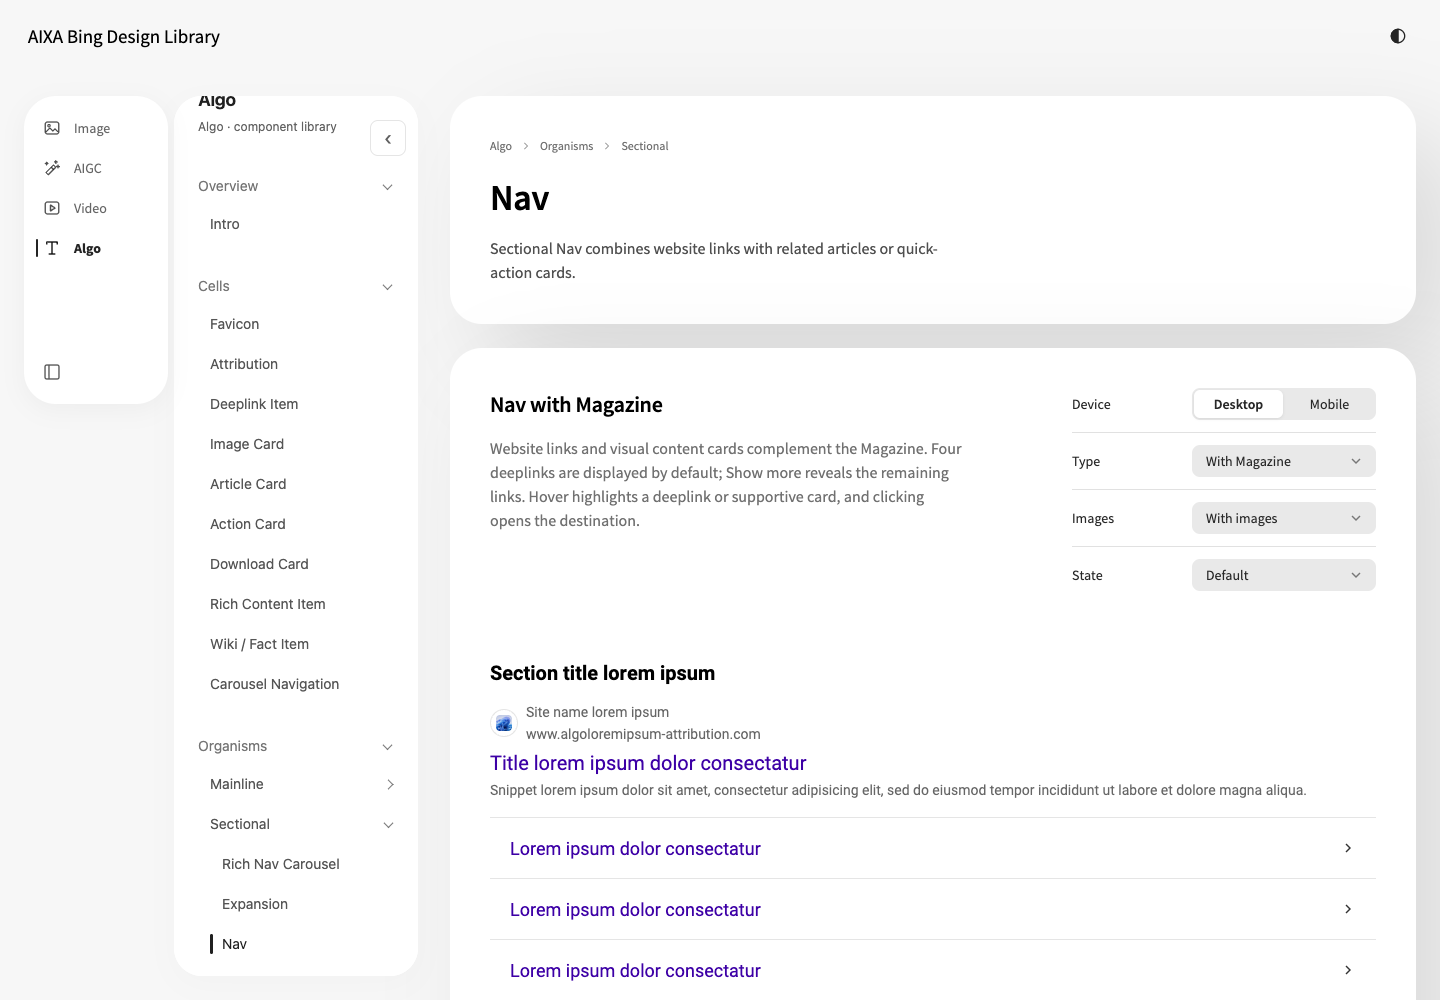 AIXA Bing Design Library
Image
AIGC
Video
Algo
Algo
Algo · component library
Overview
Intro
Cells
Favicon
Attribution
Deeplink Item
Image Card
Article Card
Action Card
Download Card
Rich Content Item
Wiki / Fact Item
Carousel Navigation
Organisms
Mainline
Sectional
Rich Nav Carousel
Expansion
Nav
Algo
Organisms
Sectional
Nav
Sectional Nav combines website links with related articles or quick-
action cards.
Nav with Magazine
Website links and visual content cards complement the Magazine. Four
deeplinks are displayed by default; Show more reveals the remaining
links. Hover highlights a deeplink or supportive card, and clicking
opens the destination.
Device
Desktop
Mobile
Type
With Magazine
Images
With images
State
Default
Section title lorem ipsum
Site name lorem ipsum
www.algoloremipsum-attribution.com
Title lorem ipsum dolor consectatur
Snippet lorem ipsum dolor sit amet, consectetur adipisicing elit, sed do eiusmod tempor incididunt ut labore et dolore magna aliqua.
Lorem ipsum dolor consectatur
Lorem ipsum dolor consectatur
Lorem ipsum dolor consectatur